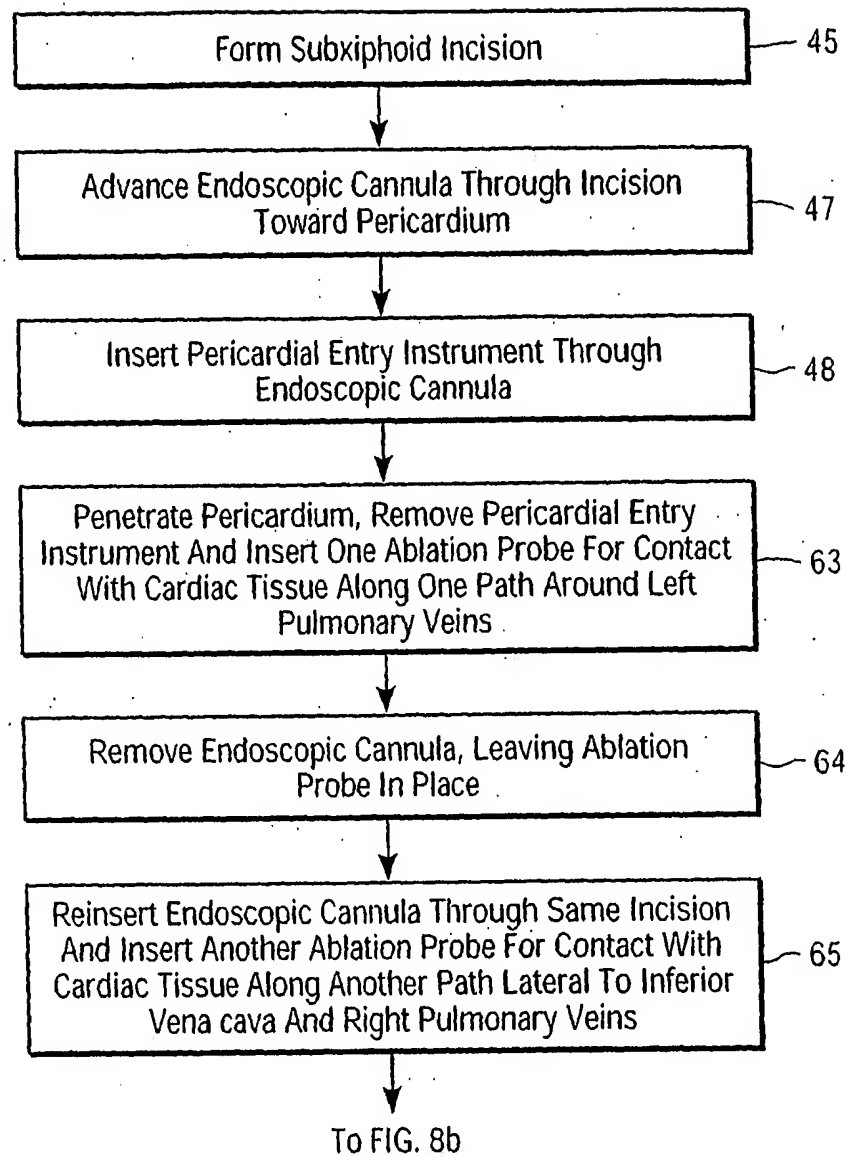 Form Subxiphoid Incision
45
Advance Endoscopic Cannula Through Incision
Toward Pericardium
47
Insert Pericardial Entry Instrument Through
Endoscopic Cannula
48
Penetrate Pericardium, Remove Pericardial Entry
Instrument And Insert One Ablation Probe For Contact
With Cardiac Tissue Along One Path Around Left
Pulmonary Veins
63
Remove Endoscopic Cannula, Leaving Ablation
Probe In Place
64
Reinsert Endoscopic Cannula Through Same Incision
And Insert Another Ablation Probe For Contact With
Cardiac Tissue Along Another Path Lateral To Inferior
Vena cava And Right Pulmonary Veins
65
To FIG. 8b